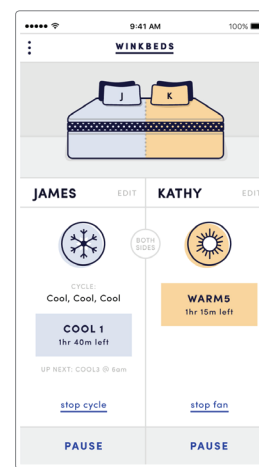 9:41 AM 100%
WINKBEDS
J K
JAMES EDIT KATHY EDIT
BOTH
SIDES
CYCLE:
Cool, Cool, Cool
COOL 1
1hr 40m left
WARM5
1hr 15m left
UP NEXT: COOL3 @ 6am
stop cycle stop fan
PAUSE PAUSE